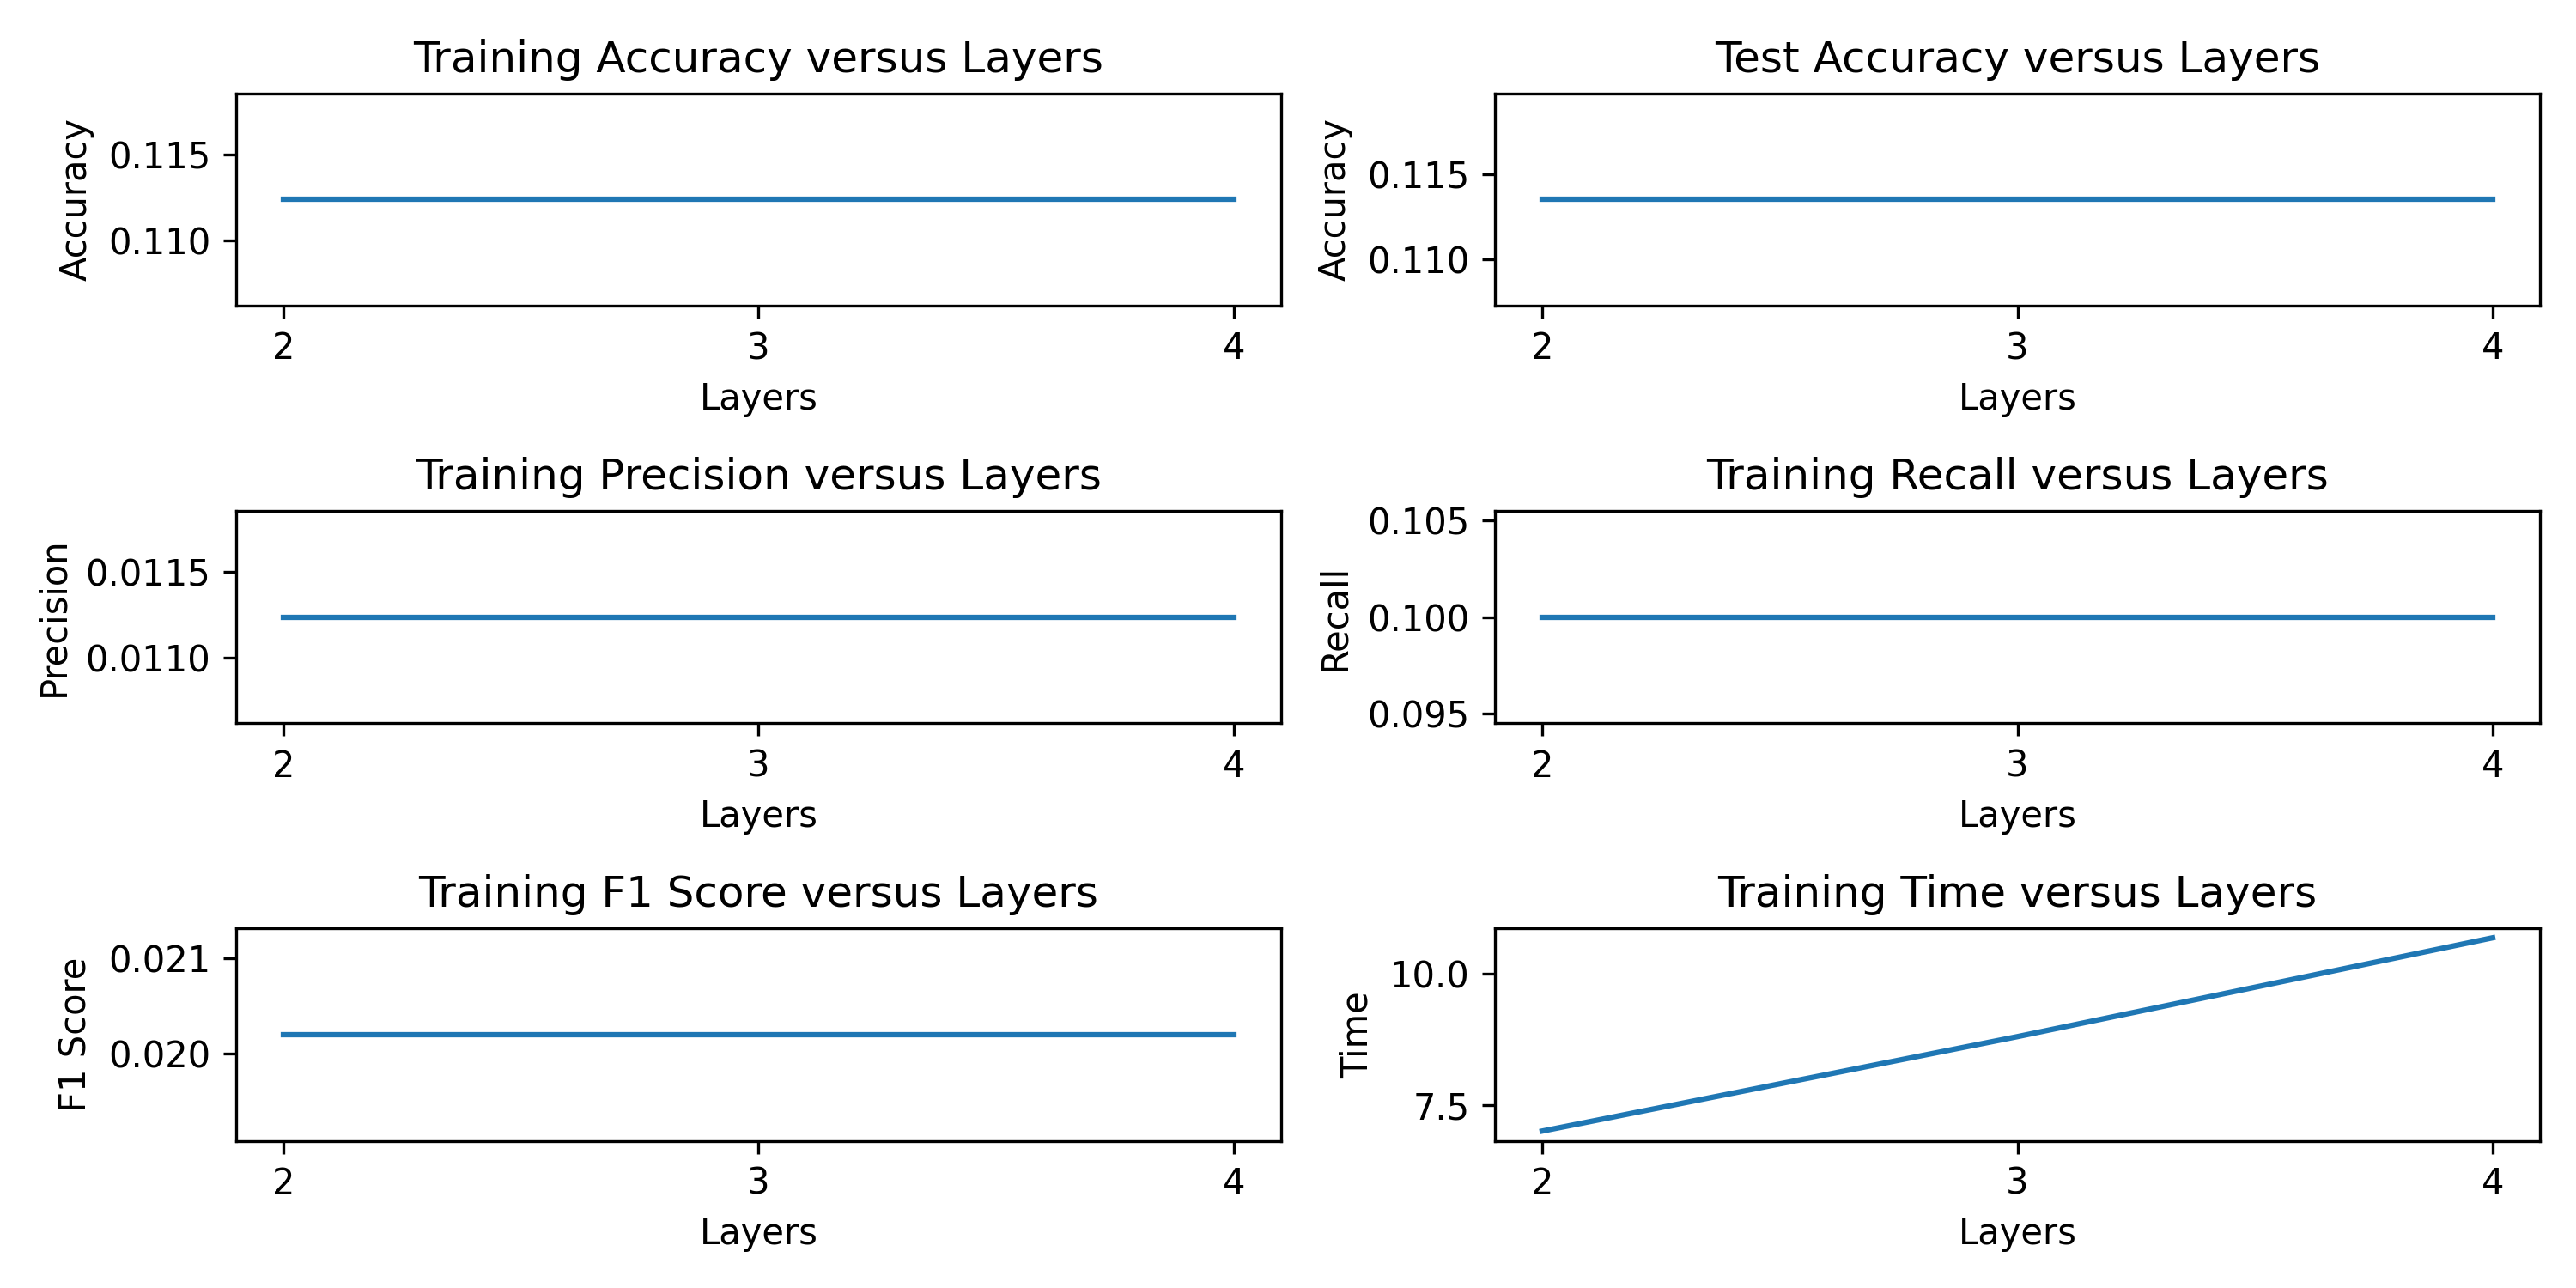 Training Accuracy versus Layers
Accuracy
0.115
0.110
2 3 4
Layers
Test Accuracy versus Layers
Accuracy
0.115
0.110
2 3 4
Layers
Training Precision versus Layers
Precision
0.0115
0.0110
2 3 4
Layers
Training Recall versus Layers
Recall
0.105
0.100
0.095
2 3 4
Layers
Training F1 Score versus Layers
F1 Score
0.021
0.020
2 3 4
Layers
Training Time versus Layers
Time
10.0
7.5
2 3 4
Layers